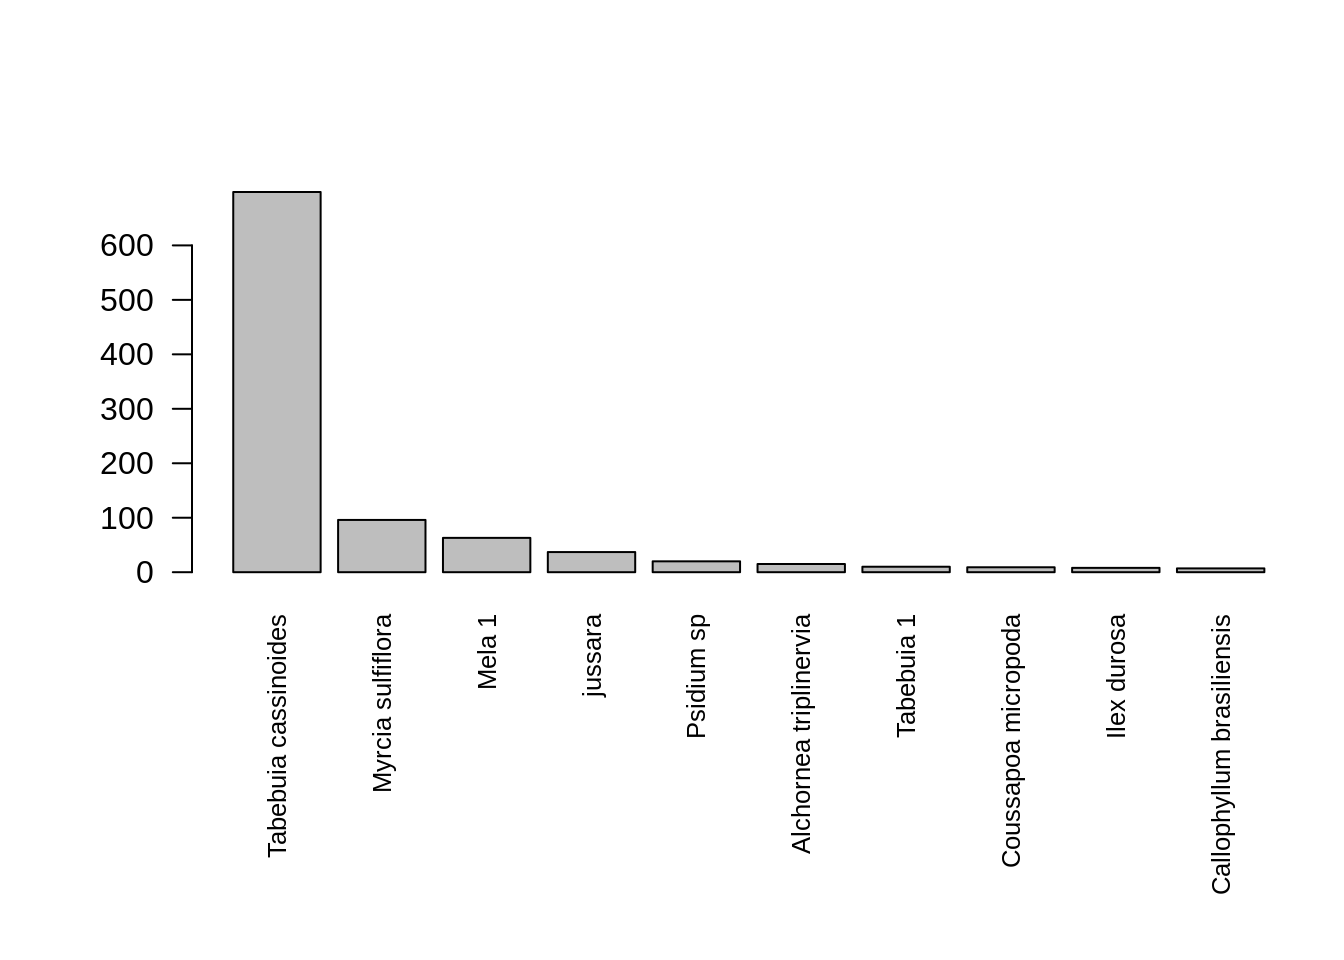 600
500
400
300
200
100
0
Tabebuia cassinoides
Myrcia sulfiflora
Mela 1
jussara
Psidium sp
Alchornea triplinervia
Tabebuia 1
Coussapoa micropoda
Ilex durosa
Callophyllum brasiliensis